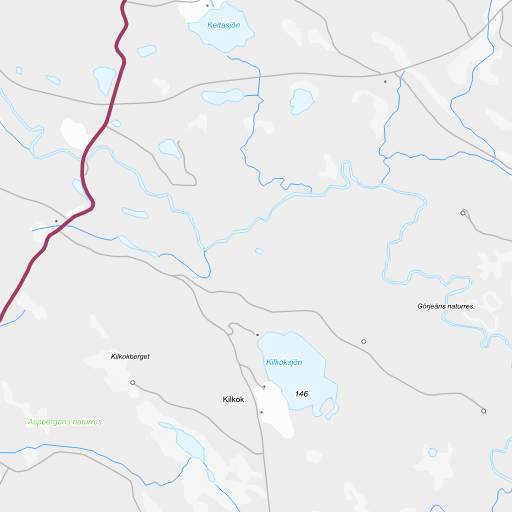 Keitasjön
Görjeåns naturres.
Kilkokberget
Kilkoksjön
146
Kilkok
Aspbergens naturres